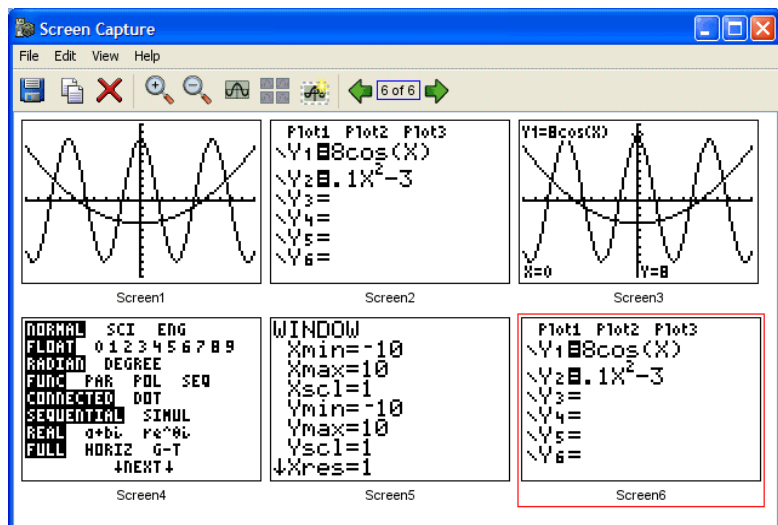 Screen Capture
File Edit View Help
6 of 6
Screen1
Plot1 Plot2 Plot3
\Y1=8cos(X)
\Y2=.1X²-3
\Y3=
\Y4=
\Y5=
\Y6=
Screen2
Y1=8cos(X)
X=0 Y=8
Screen3
NORMAL SCI ENG
FLOAT 0 1 2 3 4 5 6 7 8 9
RADIAN DEGREE
FUNC PAR POL SEQ
CONNECTED DOT
SEQUENTIAL SIMUL
REAL a+bi re^θi
FULL HORIZ G-T
↓NEXT↓
Screen4
WINDOW
Xmin=-10
Xmax=10
Xscl=1
Ymin=-10
Ymax=10
Yscl=1
↓Xres=1
Screen5
Plot1 Plot2 Plot3
\Y1=8cos(X)
\Y2=.1X²-3
\Y3=
\Y4=
\Y5=
\Y6=
Screen6